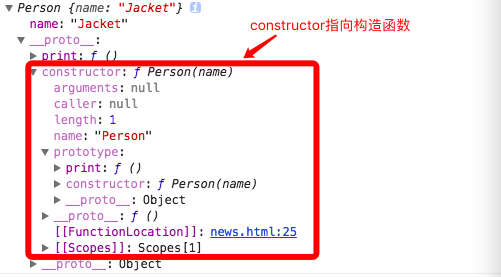 ▼ Person {name: "Jacket"} i
name: "Jacket"
▼ __proto__:
▶ print: ƒ ()
constructor指向构造函数
▼ constructor: ƒ Person(name)
arguments: null
caller: null
length: 1
name: "Person"
▼ prototype:
▶ print: ƒ ()
▶ constructor: ƒ Person(name)
▶ __proto__: Object
▶ __proto__: ƒ ()
[[FunctionLocation]]: news.html:25
▶ [[Scopes]]: Scopes[1]
▶ __proto__: Object